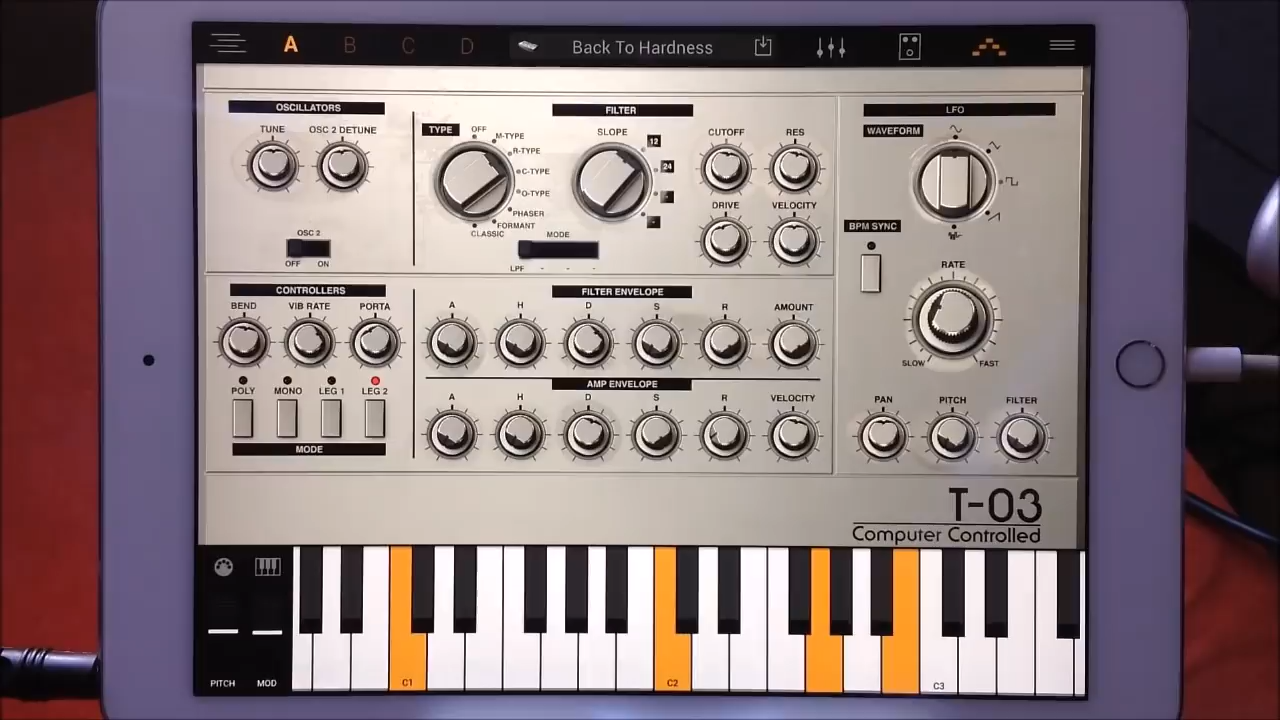 A B C D Back To Hardness
OSCILLATORS
TUNE OSC 2 DETUNE
OSC 2
OFF ON
FILTER
TYPE OFF
M-TYPE
R-TYPE
C-TYPE
O-TYPE
PHASER
FORMANT
CLASSIC
SLOPE
12
24
MODE
LPF - - -
CUTOFF RES
DRIVE VELOCITY
LFO
WAVEFORM
BPM SYNC
RATE
SLOW FAST
PAN PITCH FILTER
CONTROLLERS
BEND VIB RATE PORTA
POLY MONO LEG 1 LEG 2
MODE
FILTER ENVELOPE
A H D S R AMOUNT
AMP ENVELOPE
A H D S R VELOCITY
T-03
Computer Controlled
PITCH MOD
C1 C2 C3